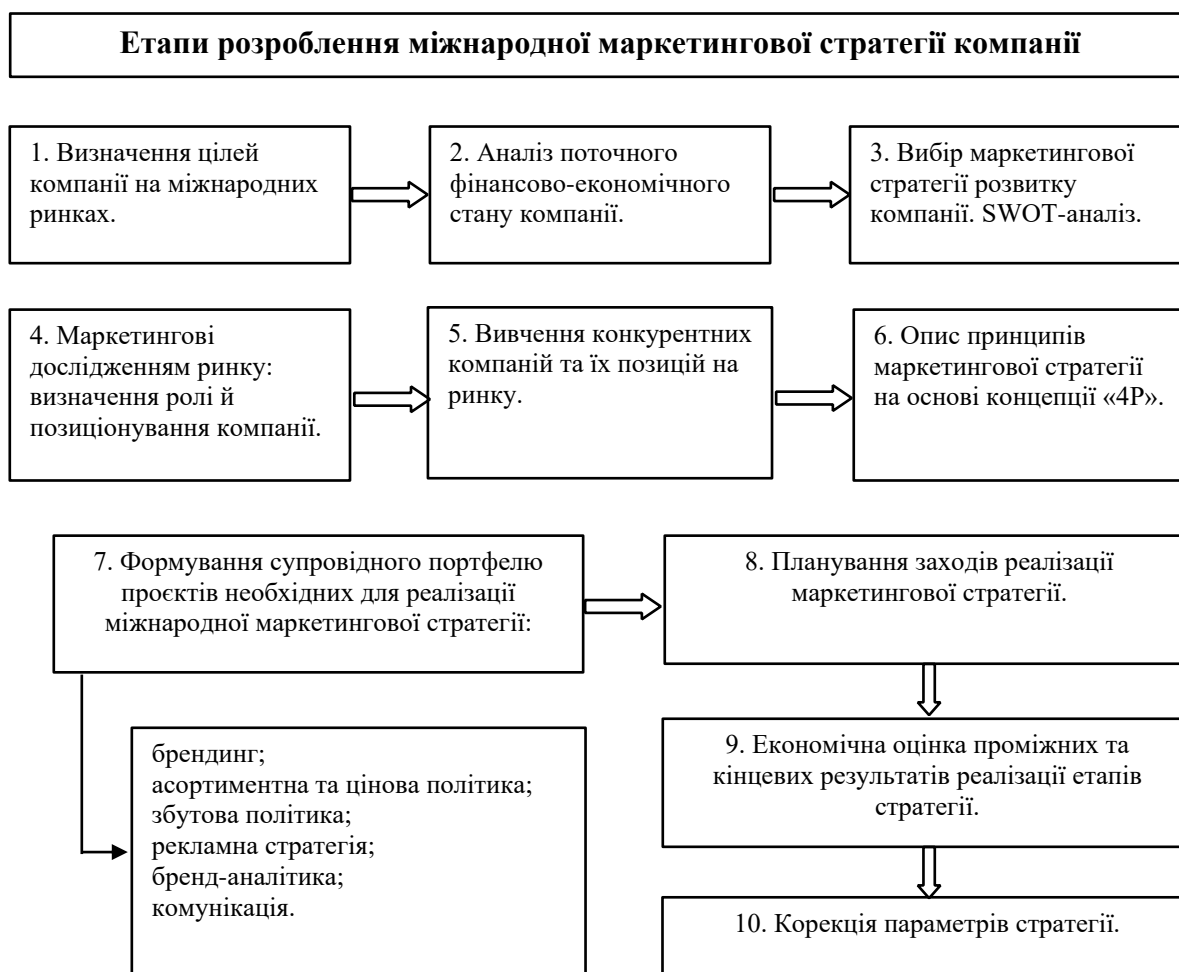 Етапи розроблення міжнародної маркетингової стратегії компанії
1. Визначення цілей
компанії на міжнародних
ринках.
2. Аналіз поточного
фінансово-економічного
стану компанії.
3. Вибір маркетингової
стратегії розвитку
компанії. SWOT-аналіз.
4. Маркетингові
дослідженням ринку:
визначення ролі й
позиціонування компанії.
5. Вивчення конкурентних
компаній та їх позицій на
ринку.
6. Опис принципів
маркетингової стратегії
на основі концепції «4Р».
7. Формування супровідного портфелю
проєктів необхідних для реалізації
міжнародної маркетингової стратегії:
8. Планування заходів реалізації
маркетингової стратегії.
брендинг;
асортиментна та цінова політика;
збутова політика;
рекламна стратегія;
бренд-аналітика;
комунікація.
9. Економічна оцінка проміжних та
кінцевих результатів реалізації етапів
стратегії.
10. Корекція параметрів стратегії.